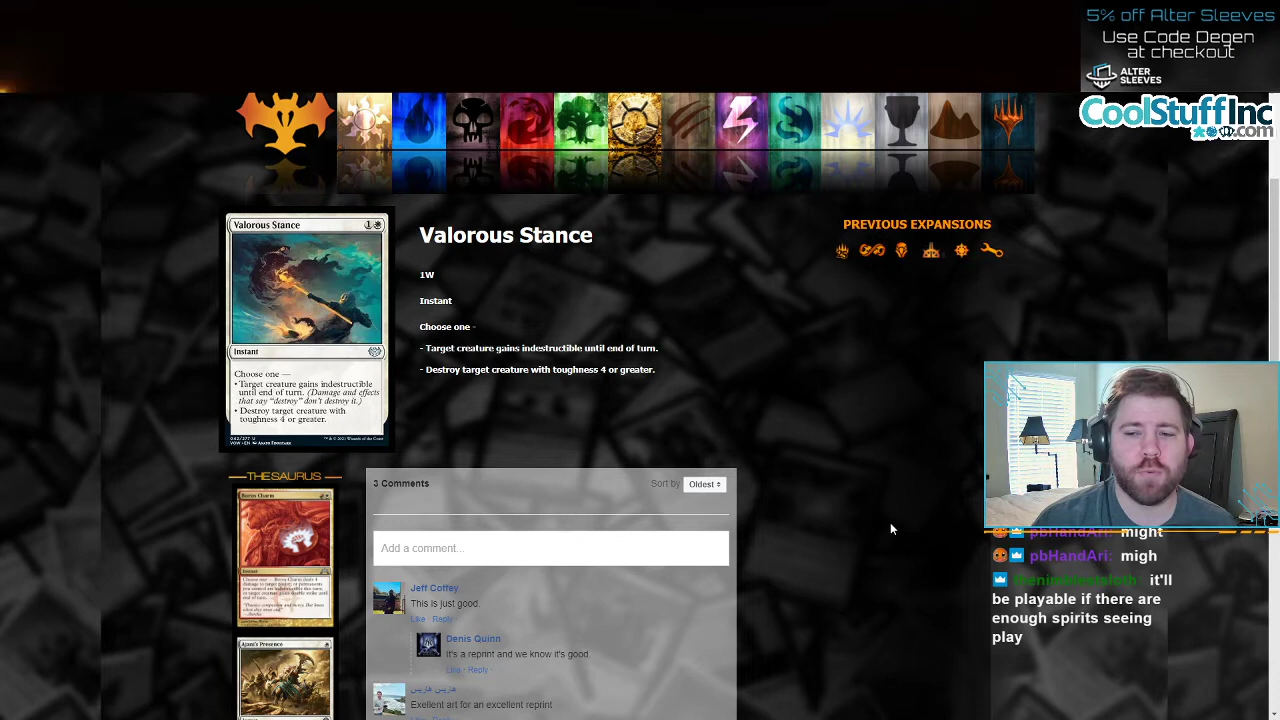 5% off Alter Sleeves
Use Code Degen
at checkout
ALTER
SLEEVES
CoolStuffInc
.com
Valorous Stance
1
Instant
Choose one —
• Target creature gains indestructible
until end of turn. (Damage and effects
that say “destroy” don't destroy it.)
• Destroy target creature with
toughness 4 or greater.
Valorous Stance
1W
Instant
Choose one -
- Target creature gains indestructible until end of turn.
- Destroy target creature with toughness 4 or greater.
PREVIOUS EXPANSIONS
THESAURUS
Boros Charm
Instant
Ajani's Presence
3 Comments
Sort by Oldest
Add a comment...
Jeff Coffey
This is just good.
Like · Reply ·
Denis Quinn
It's a reprint and we know it's good.
Like · Reply ·
Exellent art for an excellent reprint
pbHandAri: might
pbHandAri: migh
it'll
be playable if there are
enough spirits seeing
play